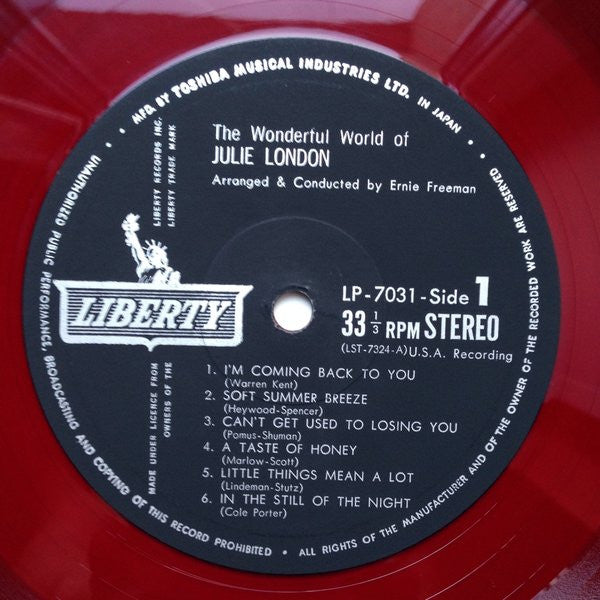 MFD. BY TOSHIBA MUSICAL INDUSTRIES LTD. IN JAPAN •
ALL RIGHTS OF THE MANUFACTURER AND OF THE OWNER OF THE RECORDED WORK ARE RESERVED
• UNAUTHORIZED PUBLIC PERFORMANCE, BROADCASTING AND COPYING OF THIS RECORD PROHIBITED •
LIBERTY RECORDS INC.
LIBERTY TRADE MARK
The Wonderful World of
JULIE LONDON
Arranged & Conducted by Ernie Freeman
LIBERTY
MADE UNDER LICENCE FROM
OWNERS OF THE
LP-7031-Side 1
33 1/3 RPM STEREO
(LST-7324-A) U.S.A. Recording
1. I'M COMING BACK TO YOU
(Warren Kent)
2. SOFT SUMMER BREEZE
(Heywood-Spencer)
3. CAN'T GET USED TO LOSING YOU
(Pomus-Shuman)
4. A TASTE OF HONEY
(Marlow-Scott)
5. LITTLE THINGS MEAN A LOT
(Lindeman-Stutz)
6. IN THE STILL OF THE NIGHT
(Cole Porter)